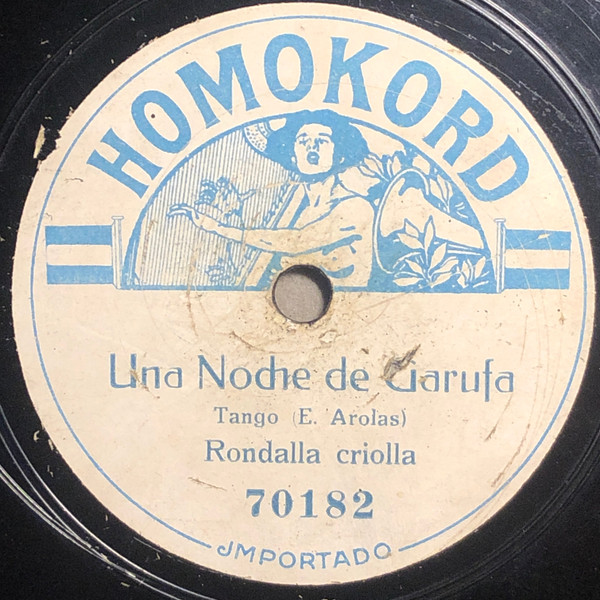 HOMOKORD
Una Noche de Garufa
Tango (E. Arolas)
Rondalla criolla
70182
JMPORTADO